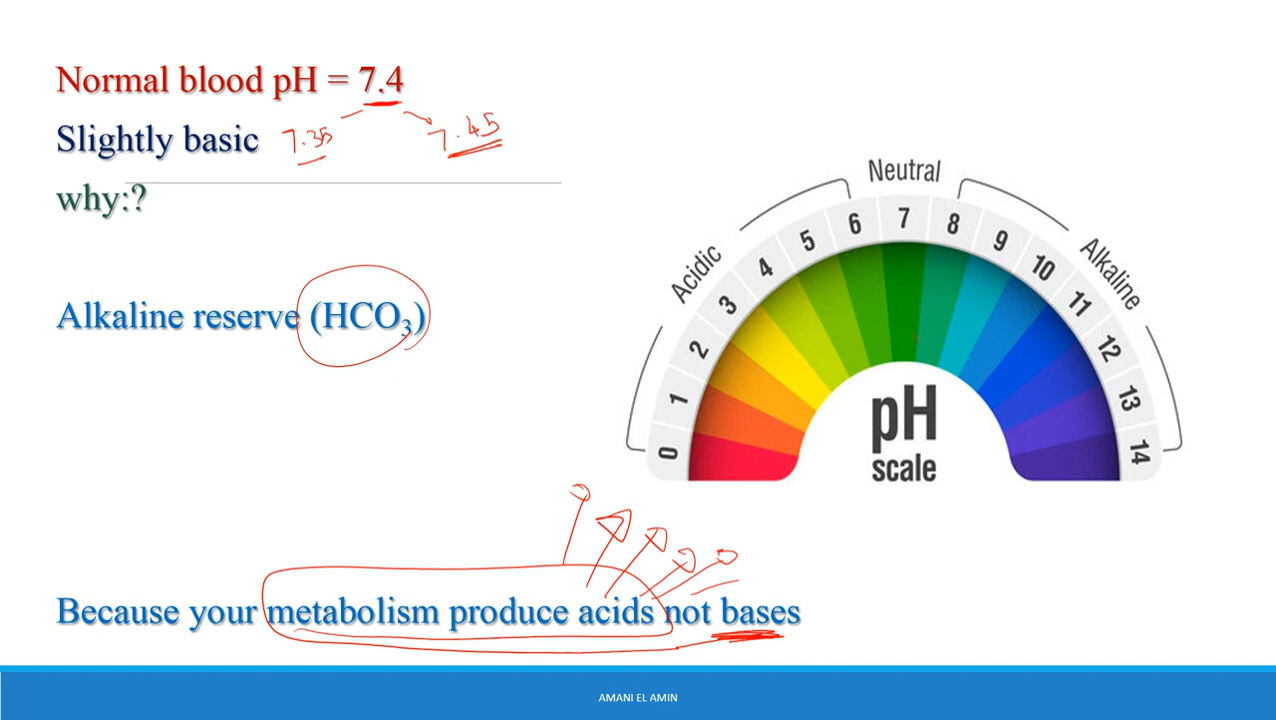 Normal blood pH = 7.4
Slightly basic 7.35 7.45
why:?
Alkaline reserve (HCO₃)
Because your metabolism produce acids not bases
Acidic
Neutral
Alkaline
0 1 2 3 4 5 6 7 8 9 10 11 12 13 14
pH
scale
AMANI EL AMIN